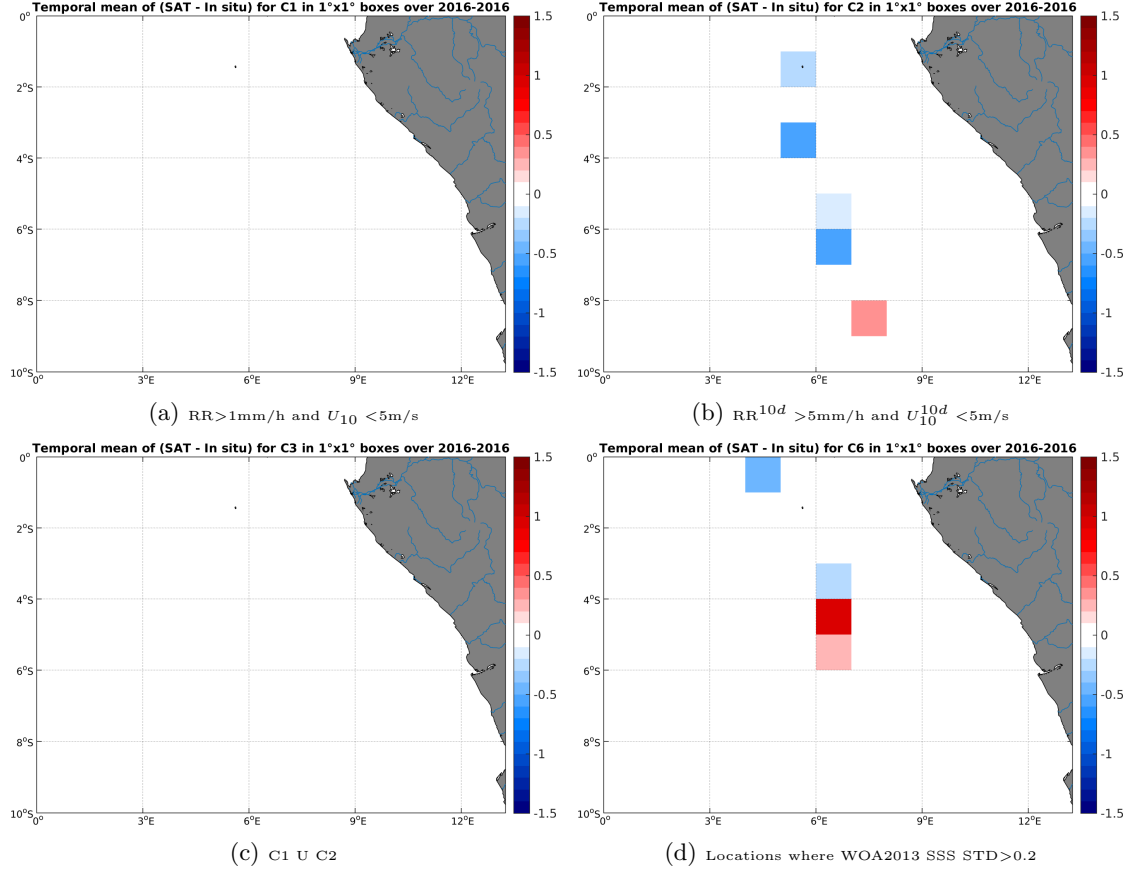 Temporal mean of (SAT - In situ) for C1 in 1°x1° boxes over 2016-2016
0°
2°S
4°S
6°S
8°S
10°S
0°
3°E
6°E
9°E
12°E
1.5
1
0.5
0
-0.5
-1
-1.5
(a) RR>1mm/h and U10 <5m/s
Temporal mean of (SAT - In situ) for C2 in 1°x1° boxes over 2016-2016
0°
2°S
4°S
6°S
8°S
10°S
0°
3°E
6°E
9°E
12°E
1.5
1
0.5
0
-0.5
-1
-1.5
(b) RR^10d >5mm/h and U10^10d <5m/s
Temporal mean of (SAT - In situ) for C3 in 1°x1° boxes over 2016-2016
0°
2°S
4°S
6°S
8°S
10°S
0°
3°E
6°E
9°E
12°E
1.5
1
0.5
0
-0.5
-1
-1.5
(c) C1 U C2
Temporal mean of (SAT - In situ) for C6 in 1°x1° boxes over 2016-2016
0°
2°S
4°S
6°S
8°S
10°S
0°
3°E
6°E
9°E
12°E
1.5
1
0.5
0
-0.5
-1
-1.5
(d) Locations where WOA2013 SSS STD>0.2